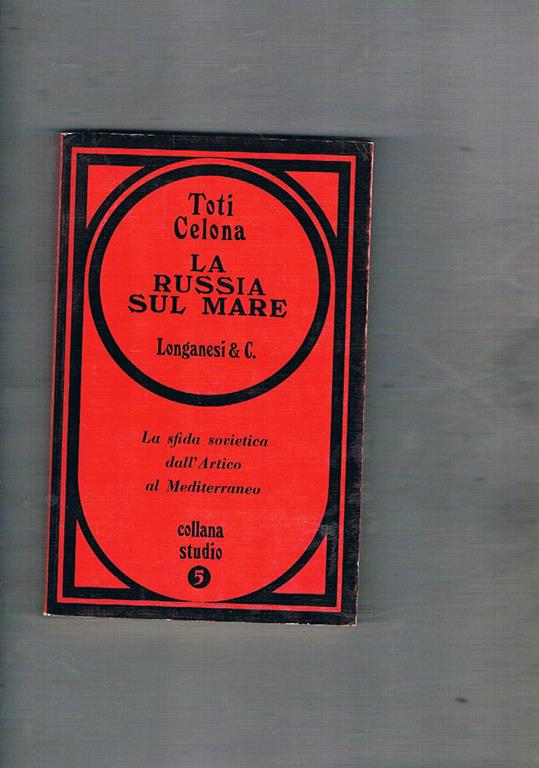 Toti
Celona
LA
RUSSIA
SUL MARE
Longanesi & C.
La sfida sovietica
dall'Artico
al Mediterraneo
collana
studio
5